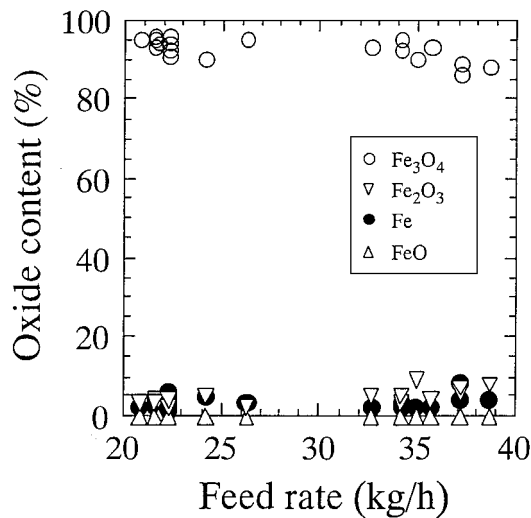 100
80
60
40
20
0
Oxide content (%)
Fe₃O₄
Fe₂O₃
Fe
FeO
20 25 30 35 40
Feed rate (kg/h)